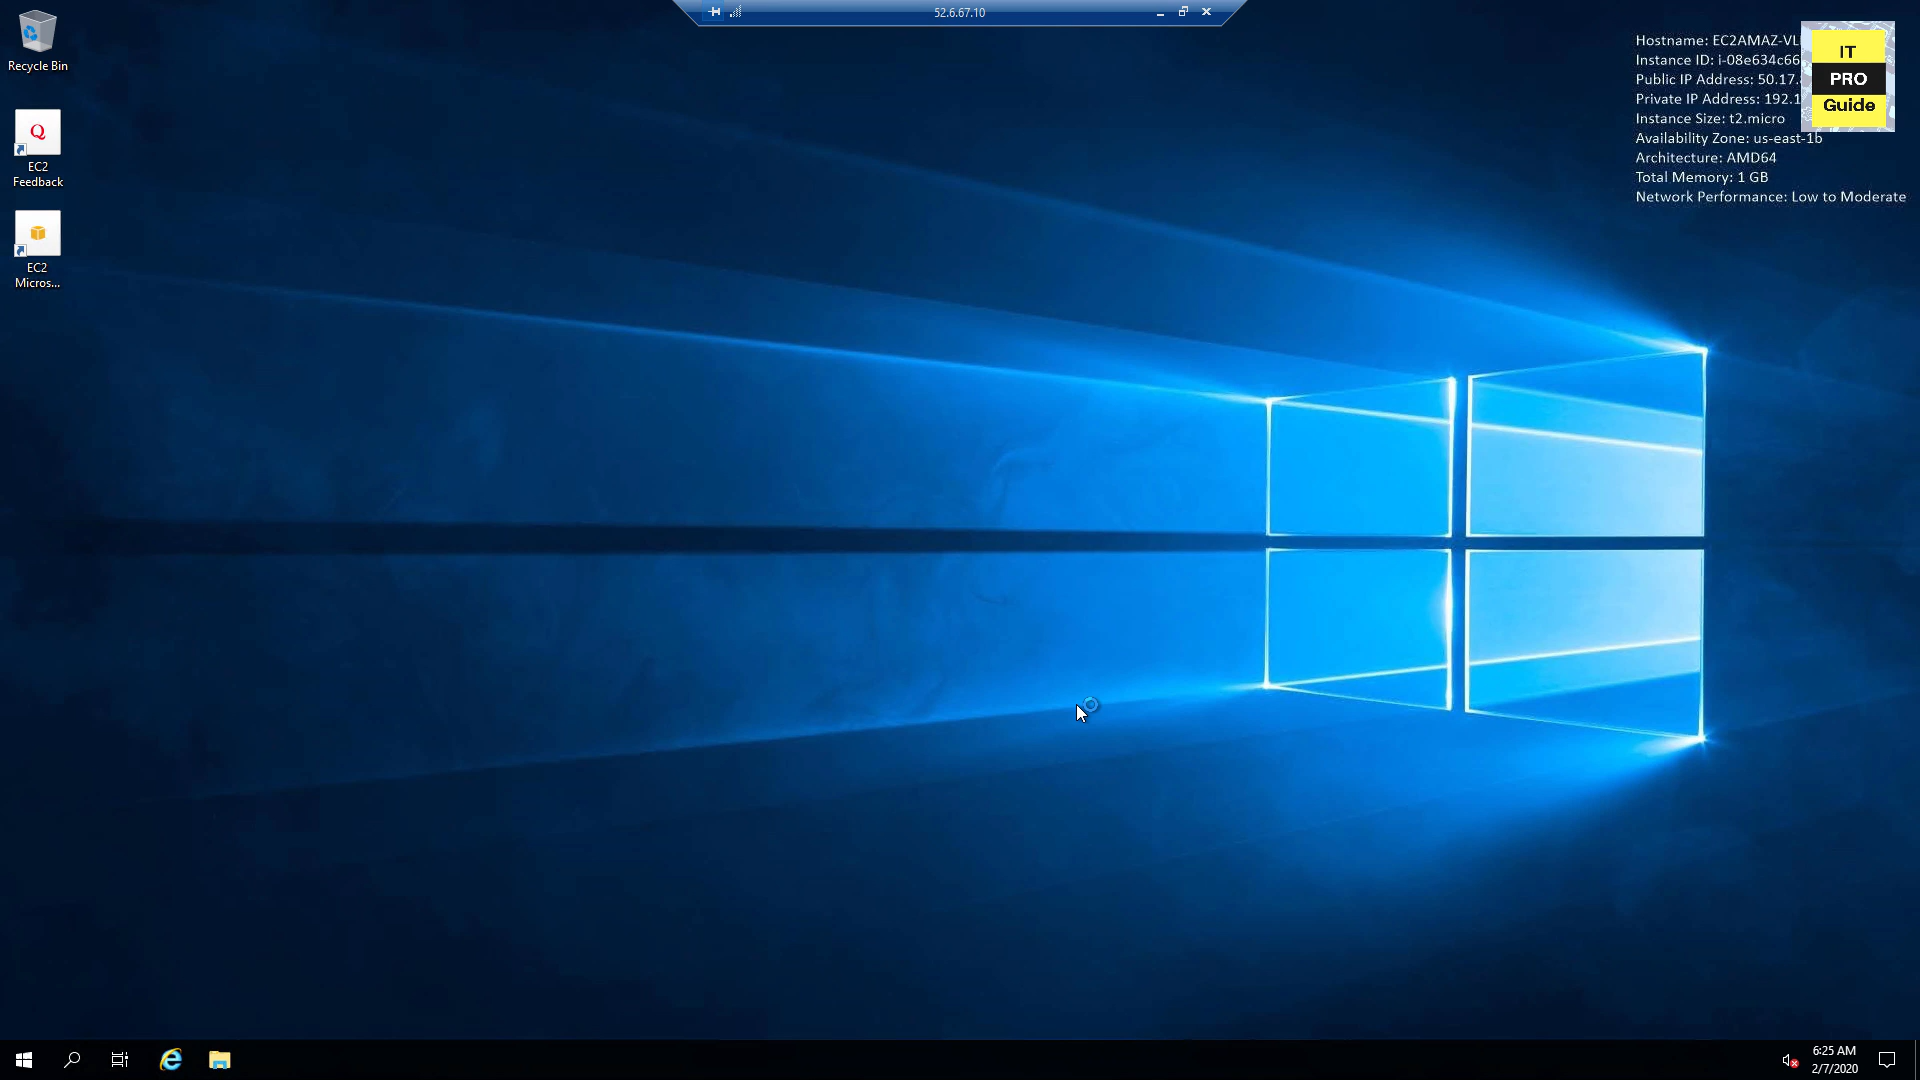 52.6.67.10
Recycle Bin
EC2
Feedback
EC2
Micros...
Hostname: EC2AMAZ-VL
Instance ID: i-08e634c66
Public IP Address: 50.17.
Private IP Address: 192.1
Instance Size: t2.micro
Availability Zone: us-east-1b
Architecture: AMD64
Total Memory: 1 GB
Network Performance: Low to Moderate
IT
PRO
Guide
6:25 AM
2/7/2020